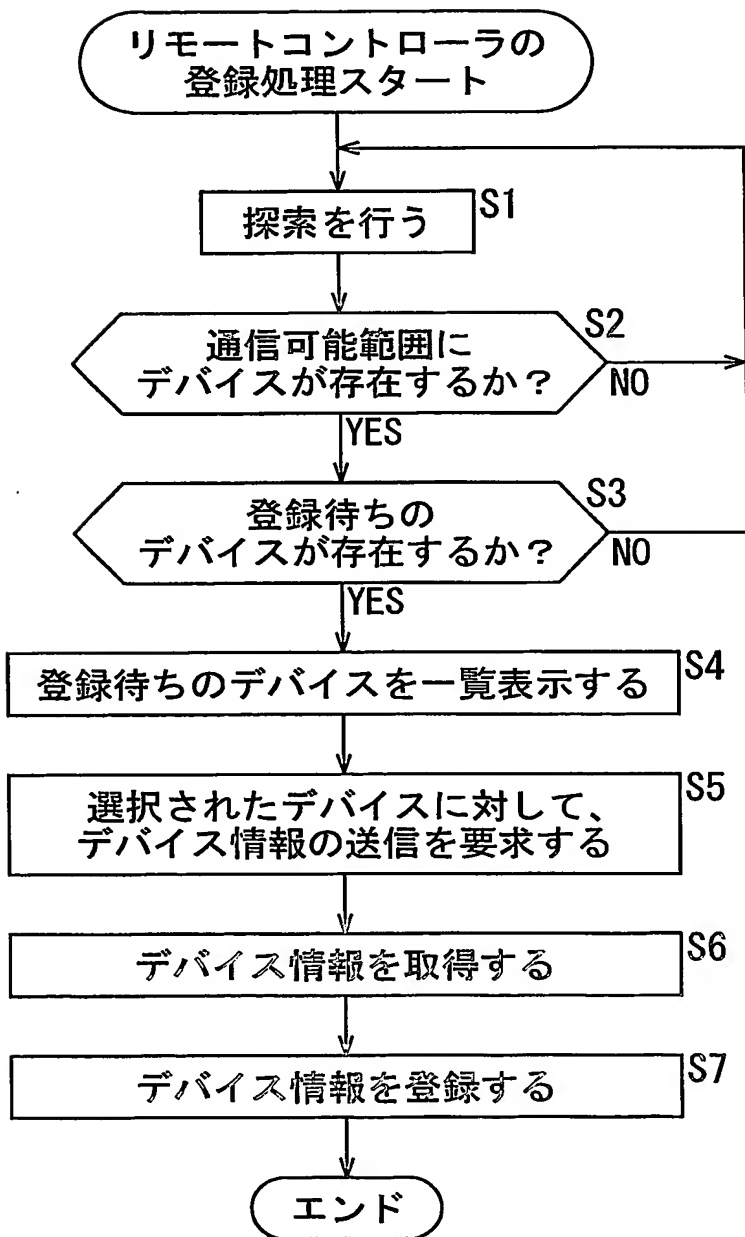 リモートコントローラの
登録処理スタート
探索を行う
S1
通信可能範囲に
デバイスが存在するか？
S2
NO
YES
登録待ちの
デバイスが存在するか？
S3
NO
YES
登録待ちのデバイスを一覧表示する
S4
選択されたデバイスに対して、
デバイス情報の送信を要求する
S5
デバイス情報を取得する
S6
デバイス情報を登録する
S7
エンド